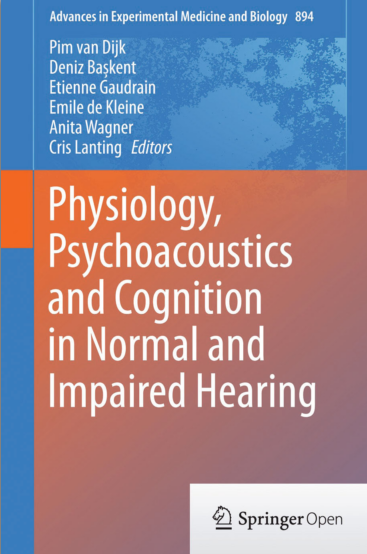 Advances in Experimental Medicine and Biology 894
Pim van Dijk
Deniz Başkent
Etienne Gaudrain
Emile de Kleine
Anita Wagner
Cris Lanting Editors
Physiology,
Psychoacoustics
and Cognition
in Normal and
Impaired Hearing
Springer Open